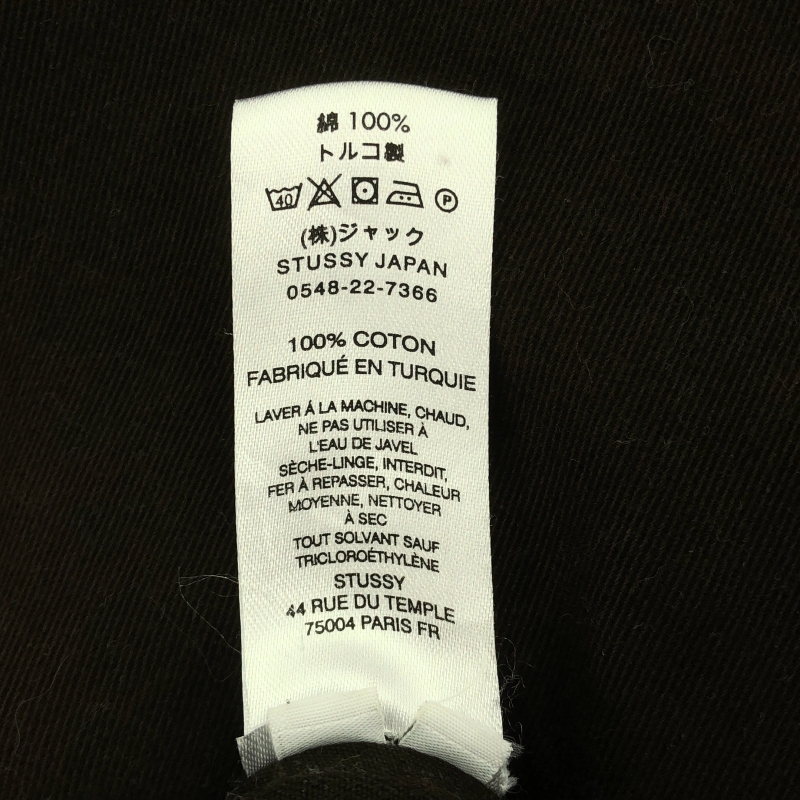 綿 100%
トルコ製
40 P
(株)ジャック
STUSSY JAPAN
0548-22-7366
100% COTON
FABRIQUÉ EN TURQUIE
LAVER Á LA MACHINE, CHAUD,
NE PAS UTILISER À
L'EAU DE JAVEL
SÈCHE-LINGE, INTERDIT,
FER À REPASSER, CHALEUR
MOYENNE, NETTOYER
À SEC
TOUT SOLVANT SAUF
TRICLOROÉTHYLÈNE
STUSSY
44 RUE DU TEMPLE
75004 PARIS FR